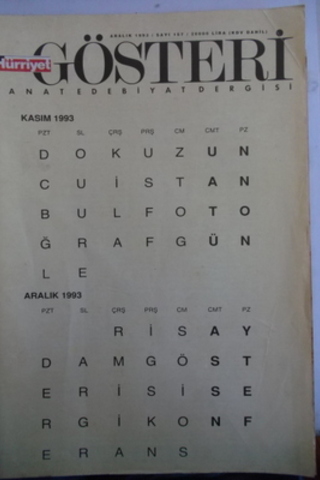 ARALIK 1993 / SAYI 157 / 20000 LİRA (KDV DAHİL)
Hürriyet
GÖSTERİ
SANAT EDEBİYAT DERGİSİ
KASIM 1993
PZT SL ÇRŞ PRŞ CM CMT PZ
D O K U Z U N
C U İ S T A N
B U L F O T O
Ğ R A F G Ü N
L E
ARALIK 1993
PZT SL ÇRŞ PRŞ CM CMT PZ
R İ S A Y
D A M G Ö S T
E R İ S İ S E
R G İ K O N F
E R A N S